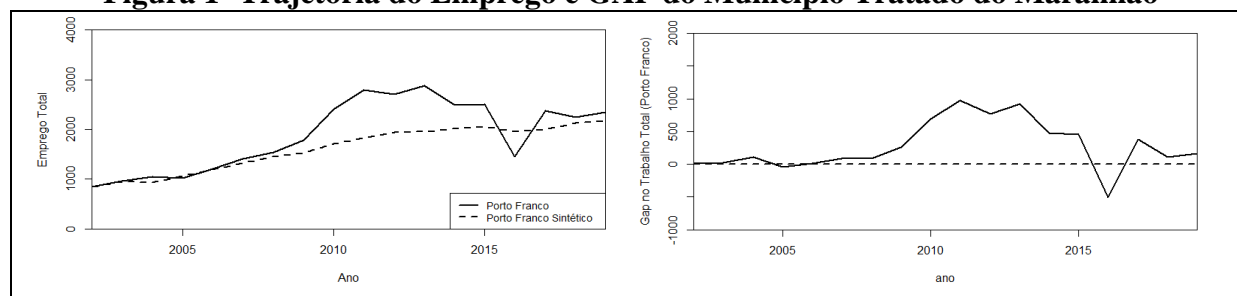 Figura 1- Trajetória do Emprego e GAP do Município Tratado do Maranhão
Emprego Total
4000
3000
2000
1000
0
2005
2010
2015
Ano
Porto Franco
Porto Franco Sintético
Gap no Trabalho Total (Porto Franco)
2000
1000
500
0
-1000
2005
2010
2015
ano